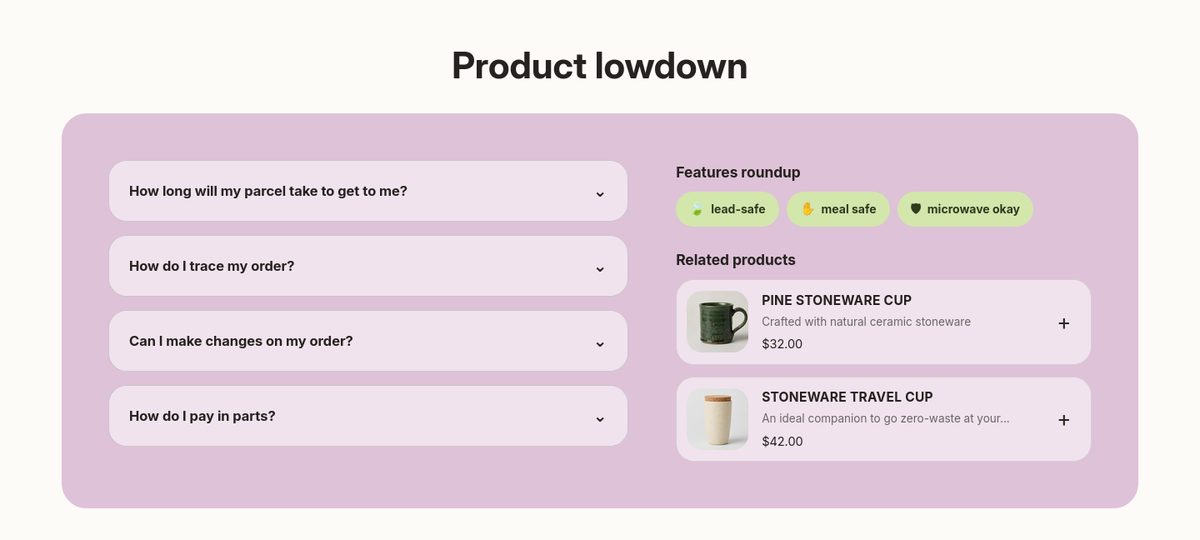 Product lowdown
How long will my parcel take to get to me?
How do I trace my order?
Can I make changes on my order?
How do I pay in parts?
Features roundup
lead-safe
meal safe
microwave okay
Related products
PINE STONEWARE CUP
Crafted with natural ceramic stoneware
$32.00
STONEWARE TRAVEL CUP
An ideal companion to go zero-waste at your...
$42.00